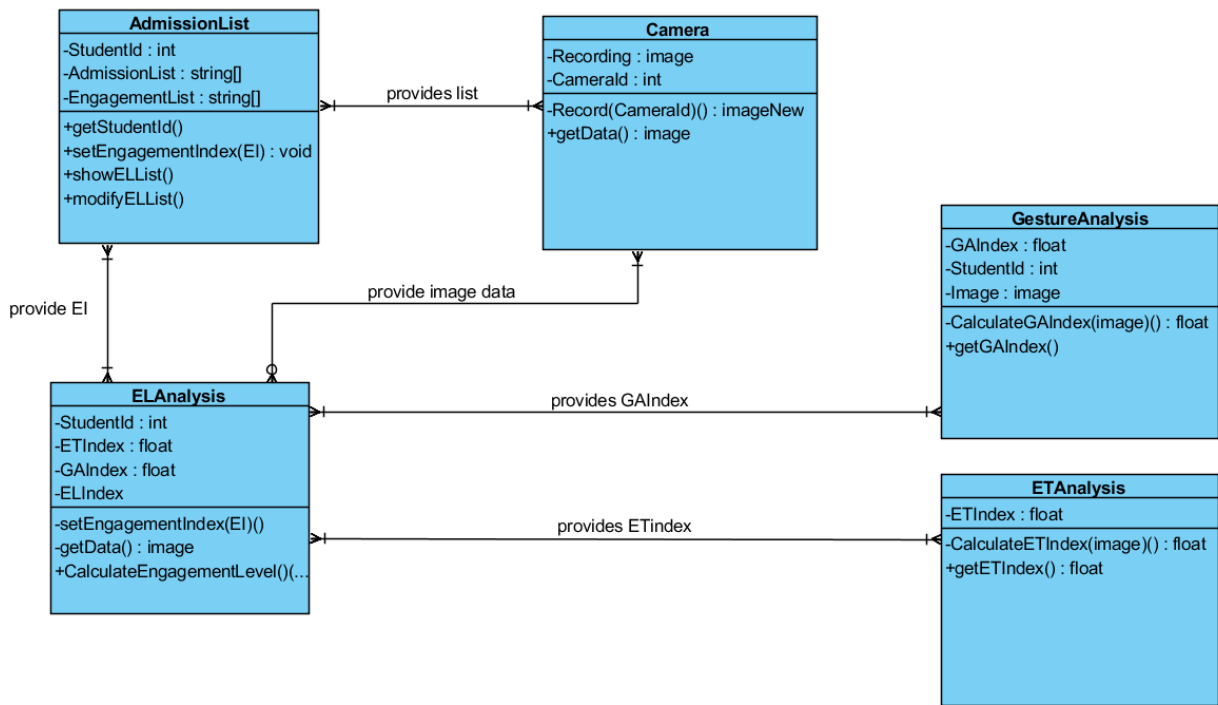 AdmissionList
-StudentId : int
-AdmissionList : string[]
-EngagementList : string[]
+getStudentId()
+setEngagementIndex(EI) : void
+showELList()
+modifyELList()
provides list
Camera
-Recording : image
-CameraId : int
-Record(CameraId)() : imageNew
+getData() : image
provide EI
provide image data
GestureAnalysis
-GAIndex : float
-StudentId : int
-Image : image
-CalculateGAIndex(image)() : float
+getGAIndex()
ELAnalysis
-StudentId : int
-ETIndex : float
-GAIndex : float
-ELIndex
-setEngagementIndex(EI)()
-getData() : image
+CalculateEngagementLevel()(...
provides GAIndex
provides ETindex
ETAnalysis
-ETIndex : float
-CalculateETIndex(image)() : float
+getETIndex() : float